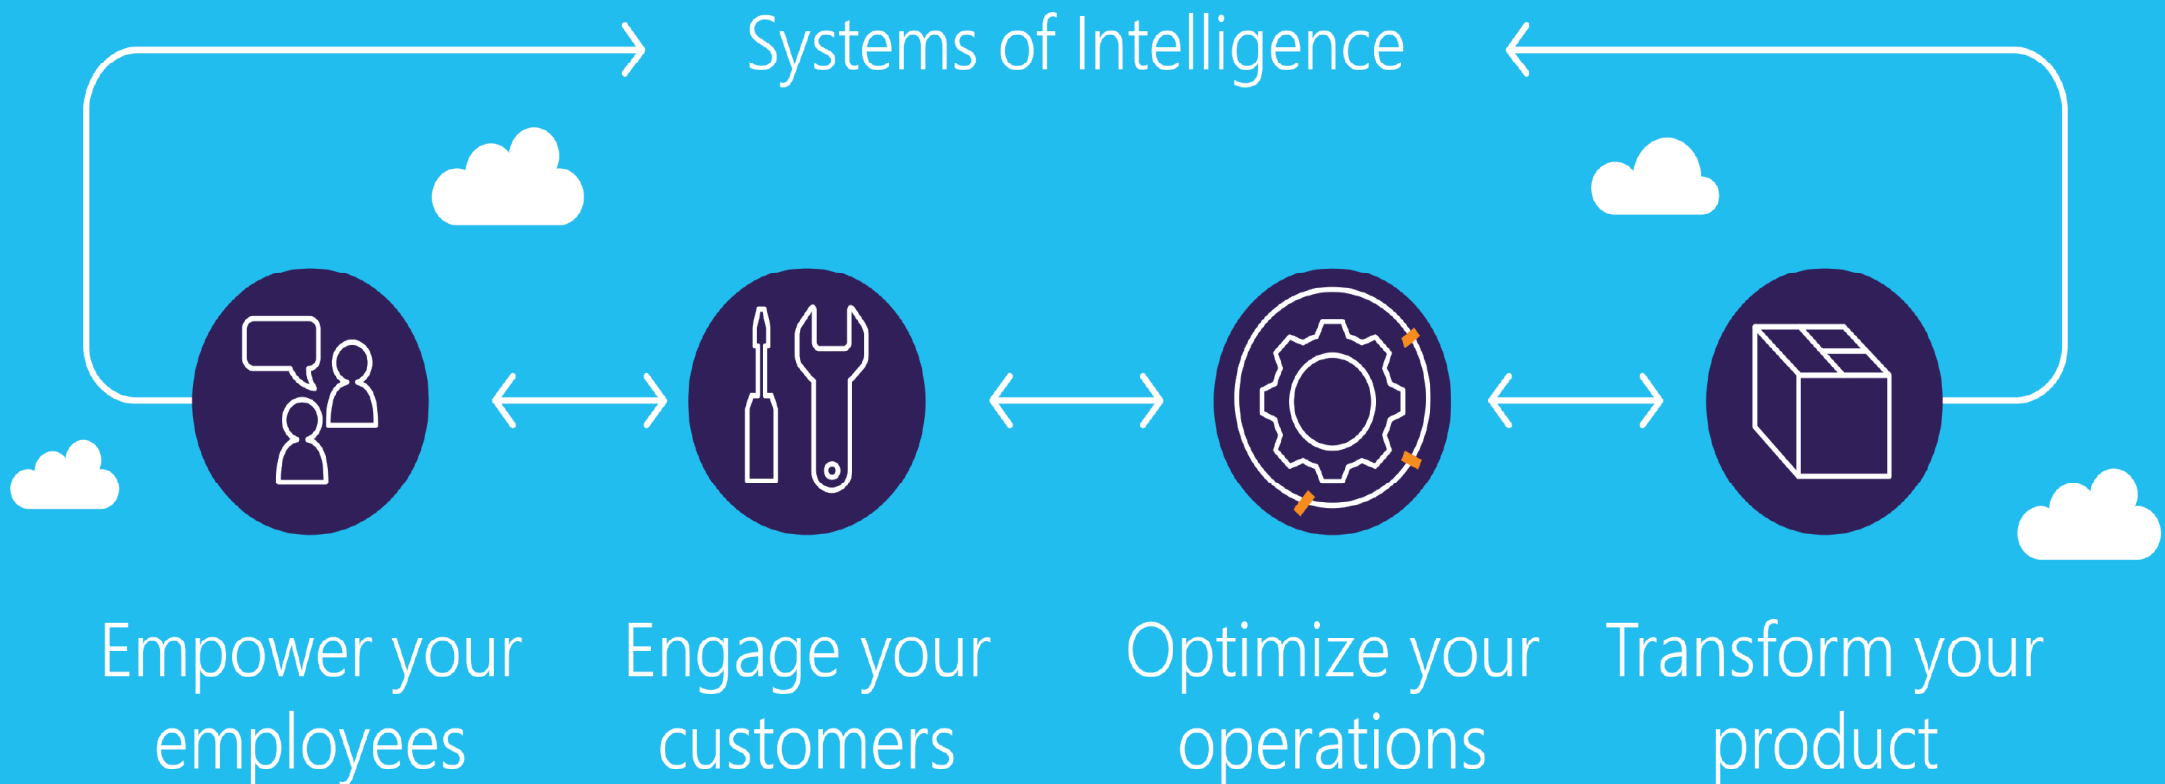 Systems of Intelligence
Empower your
employees
Engage your
customers
Optimize your
operations
Transform your
product